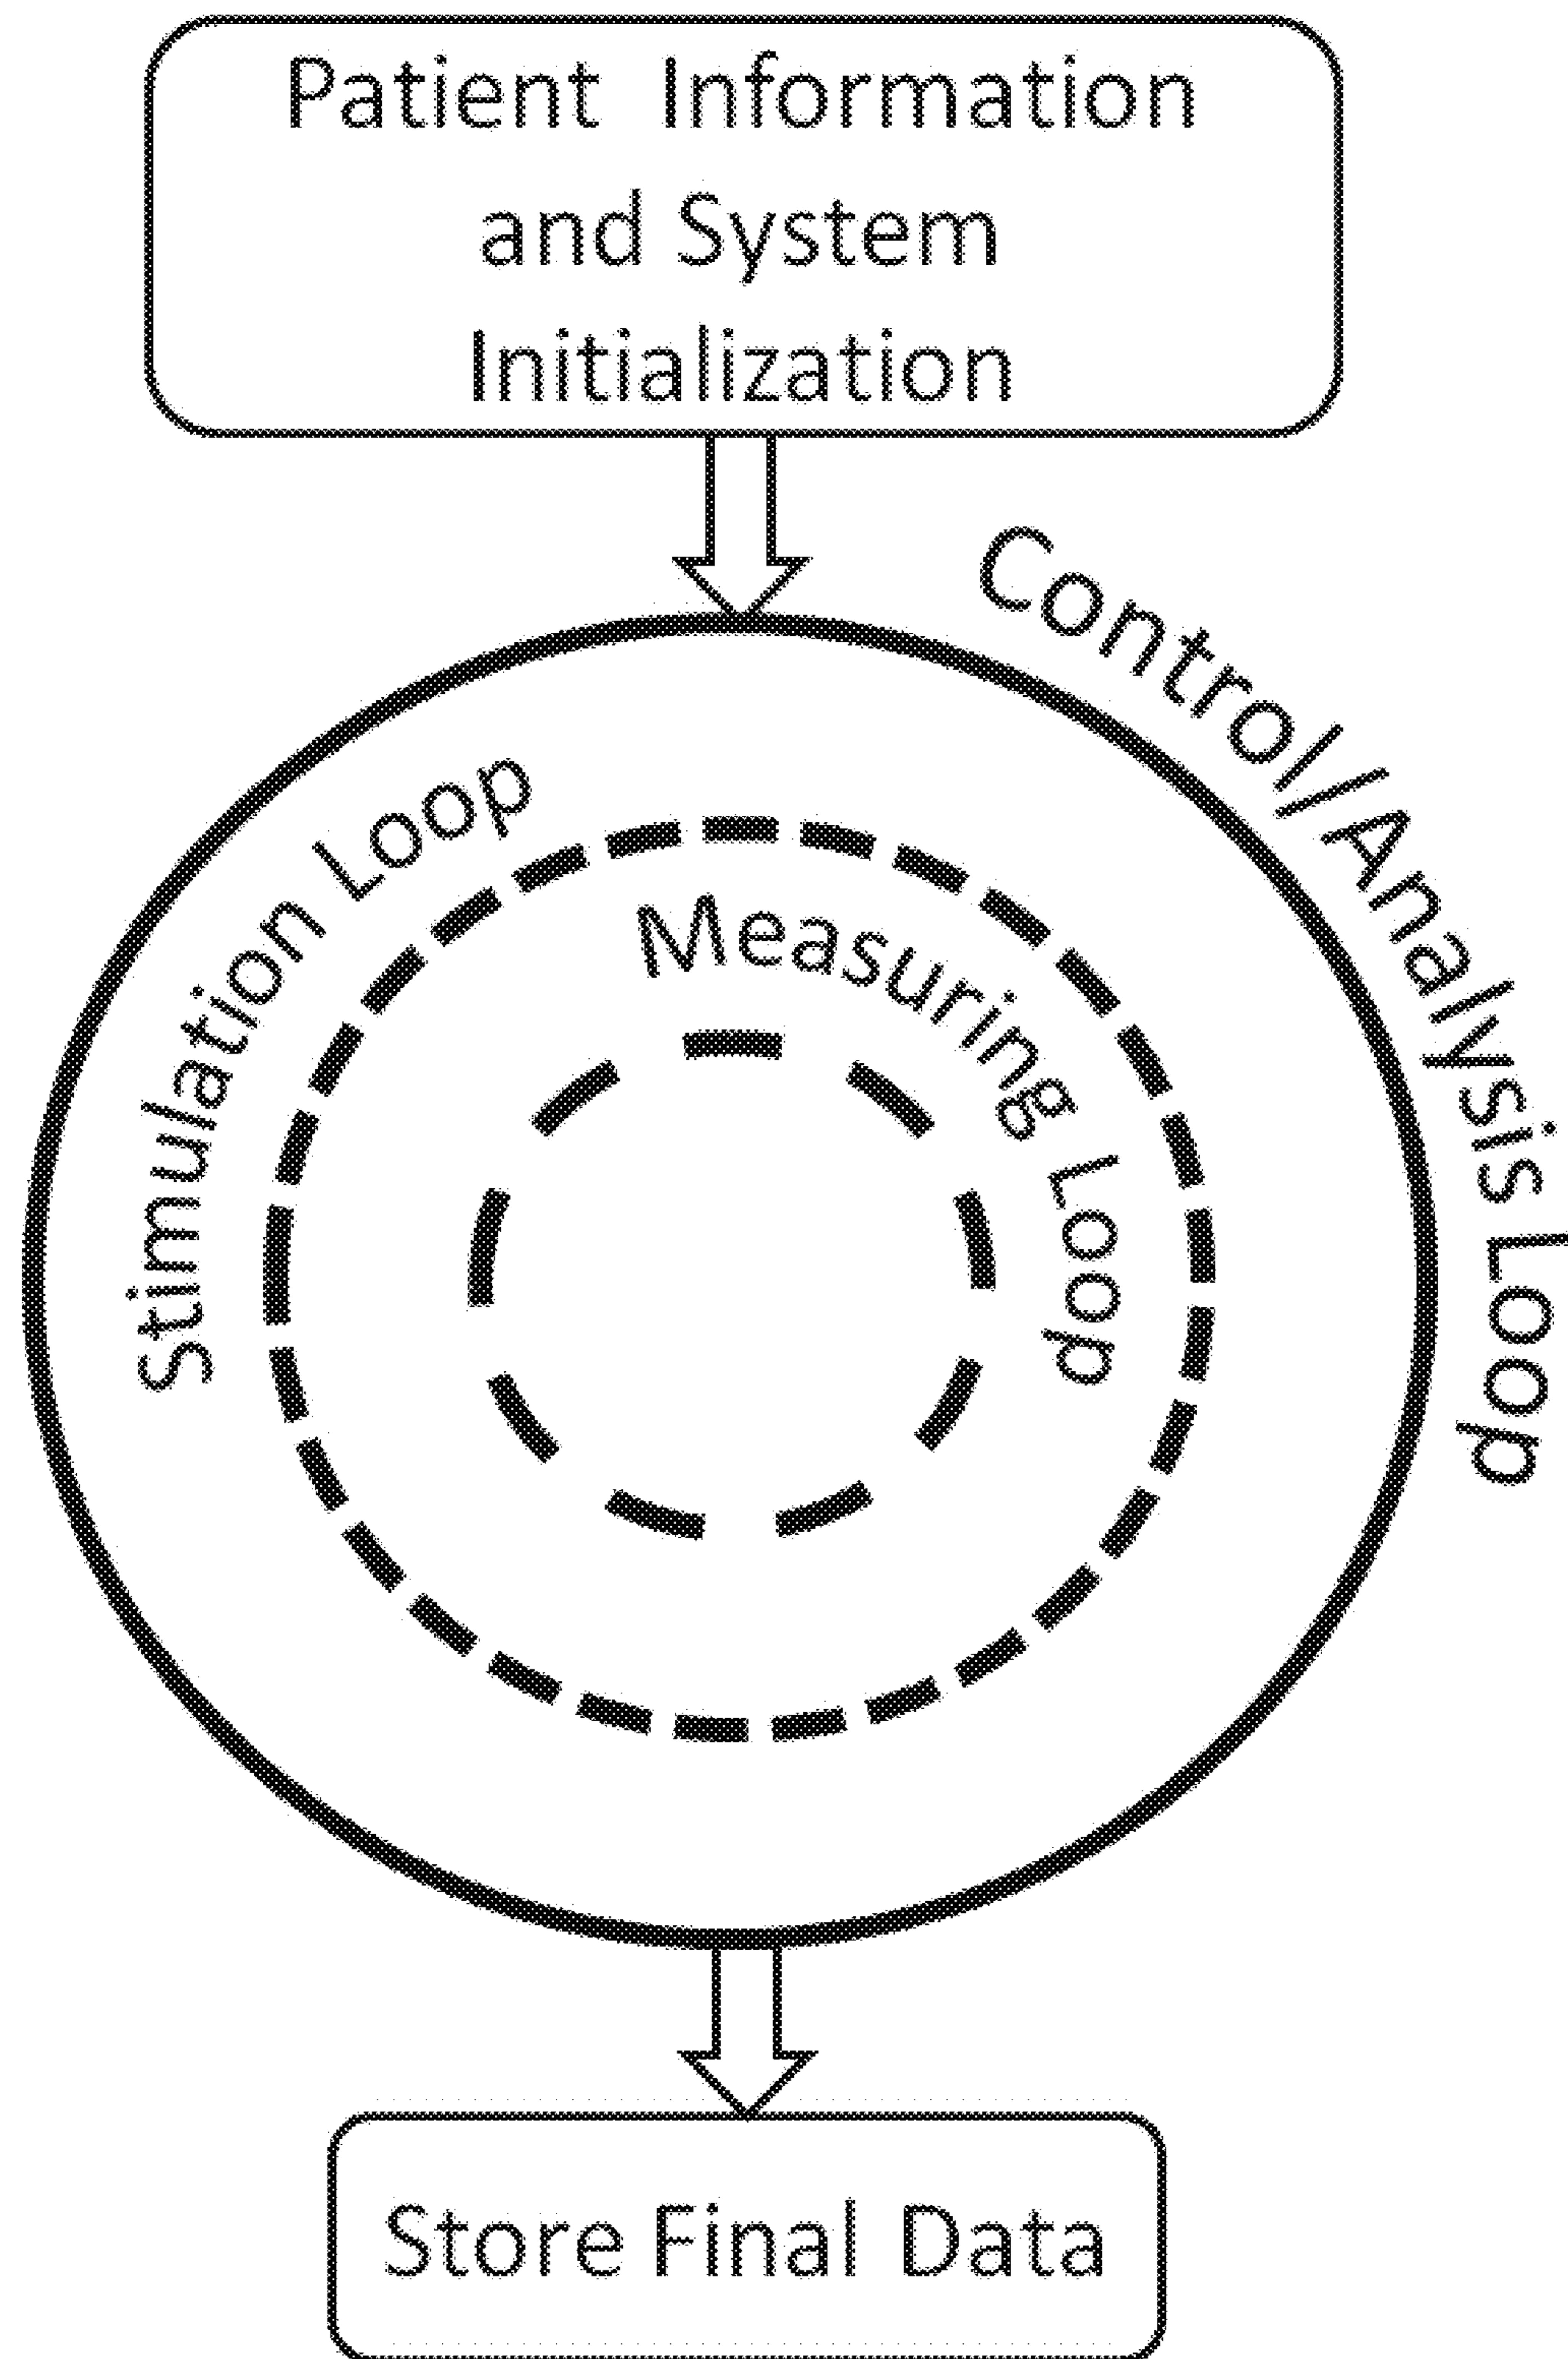 Patient Information
and System
Initialization
Control/Analysis Loop
Stimulation Loop
Measuring Loop
Store Final Data